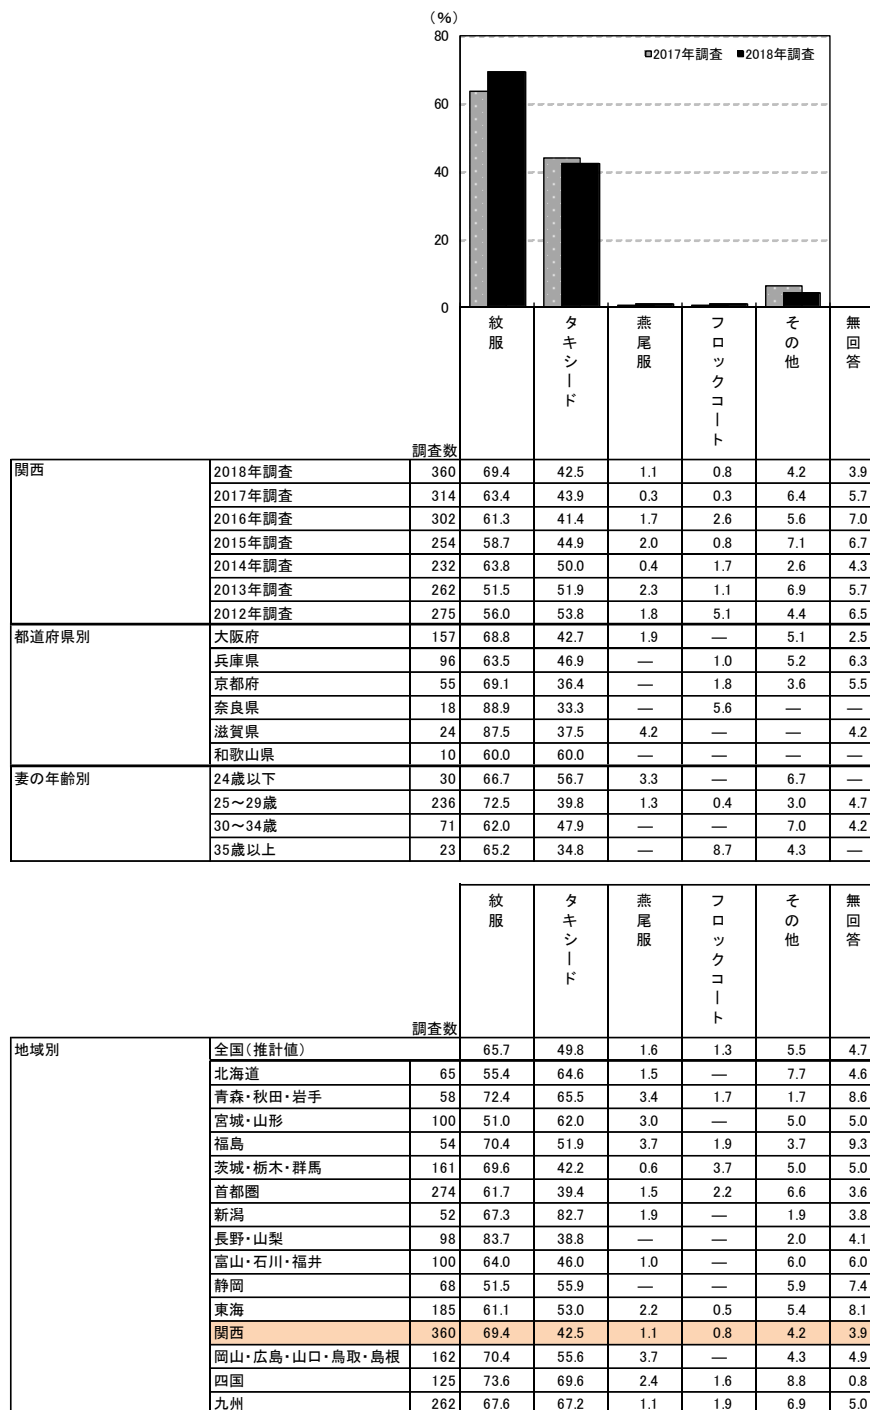 (%)
80
60
40
20
0
2017年調査 2018年調査
紋服 タキシード 燕尾服 フロックコート その他 無回答
調査数
関西 2018年調査 360 69.4 42.5 1.1 0.8 4.2 3.9
2017年調査 314 63.4 43.9 0.3 0.3 6.4 5.7
2016年調査 302 61.3 41.4 1.7 2.6 5.6 7.0
2015年調査 254 58.7 44.9 2.0 0.8 7.1 6.7
2014年調査 232 63.8 50.0 0.4 1.7 2.6 4.3
2013年調査 262 51.5 51.9 2.3 1.1 6.9 5.7
2012年調査 275 56.0 53.8 1.8 5.1 4.4 6.5
都道府県別 大阪府 157 68.8 42.7 1.9 — 5.1 2.5
兵庫県 96 63.5 46.9 — 1.0 5.2 6.3
京都府 55 69.1 36.4 — 1.8 3.6 5.5
奈良県 18 88.9 33.3 — 5.6 — —
滋賀県 24 87.5 37.5 4.2 — — 4.2
和歌山県 10 60.0 60.0 — — — —
妻の年齢別 24歳以下 30 66.7 56.7 3.3 — 6.7 —
25～29歳 236 72.5 39.8 1.3 0.4 3.0 4.7
30～34歳 71 62.0 47.9 — — 7.0 4.2
35歳以上 23 65.2 34.8 — 8.7 4.3 —
紋服 タキシード 燕尾服 フロックコート その他 無回答
調査数
地域別 全国(推計値) 65.7 49.8 1.6 1.3 5.5 4.7
北海道 65 55.4 64.6 1.5 — 7.7 4.6
青森・秋田・岩手 58 72.4 65.5 3.4 1.7 1.7 8.6
宮城・山形 100 51.0 62.0 3.0 — 5.0 5.0
福島 54 70.4 51.9 3.7 1.9 3.7 9.3
茨城・栃木・群馬 161 69.6 42.2 0.6 3.7 5.0 5.0
首都圏 274 61.7 39.4 1.5 2.2 6.6 3.6
新潟 52 67.3 82.7 1.9 — 1.9 3.8
長野・山梨 98 83.7 38.8 — — 2.0 4.1
富山・石川・福井 100 64.0 46.0 1.0 — 6.0 6.0
静岡 68 51.5 55.9 — — 5.9 7.4
東海 185 61.1 53.0 2.2 0.5 5.4 8.1
関西 360 69.4 42.5 1.1 0.8 4.2 3.9
岡山・広島・山口・鳥取・島根 162 70.4 55.6 3.7 — 4.3 4.9
四国 125 73.6 69.6 2.4 1.6 8.8 0.8
九州 262 67.6 67.2 1.1 1.9 6.9 5.0